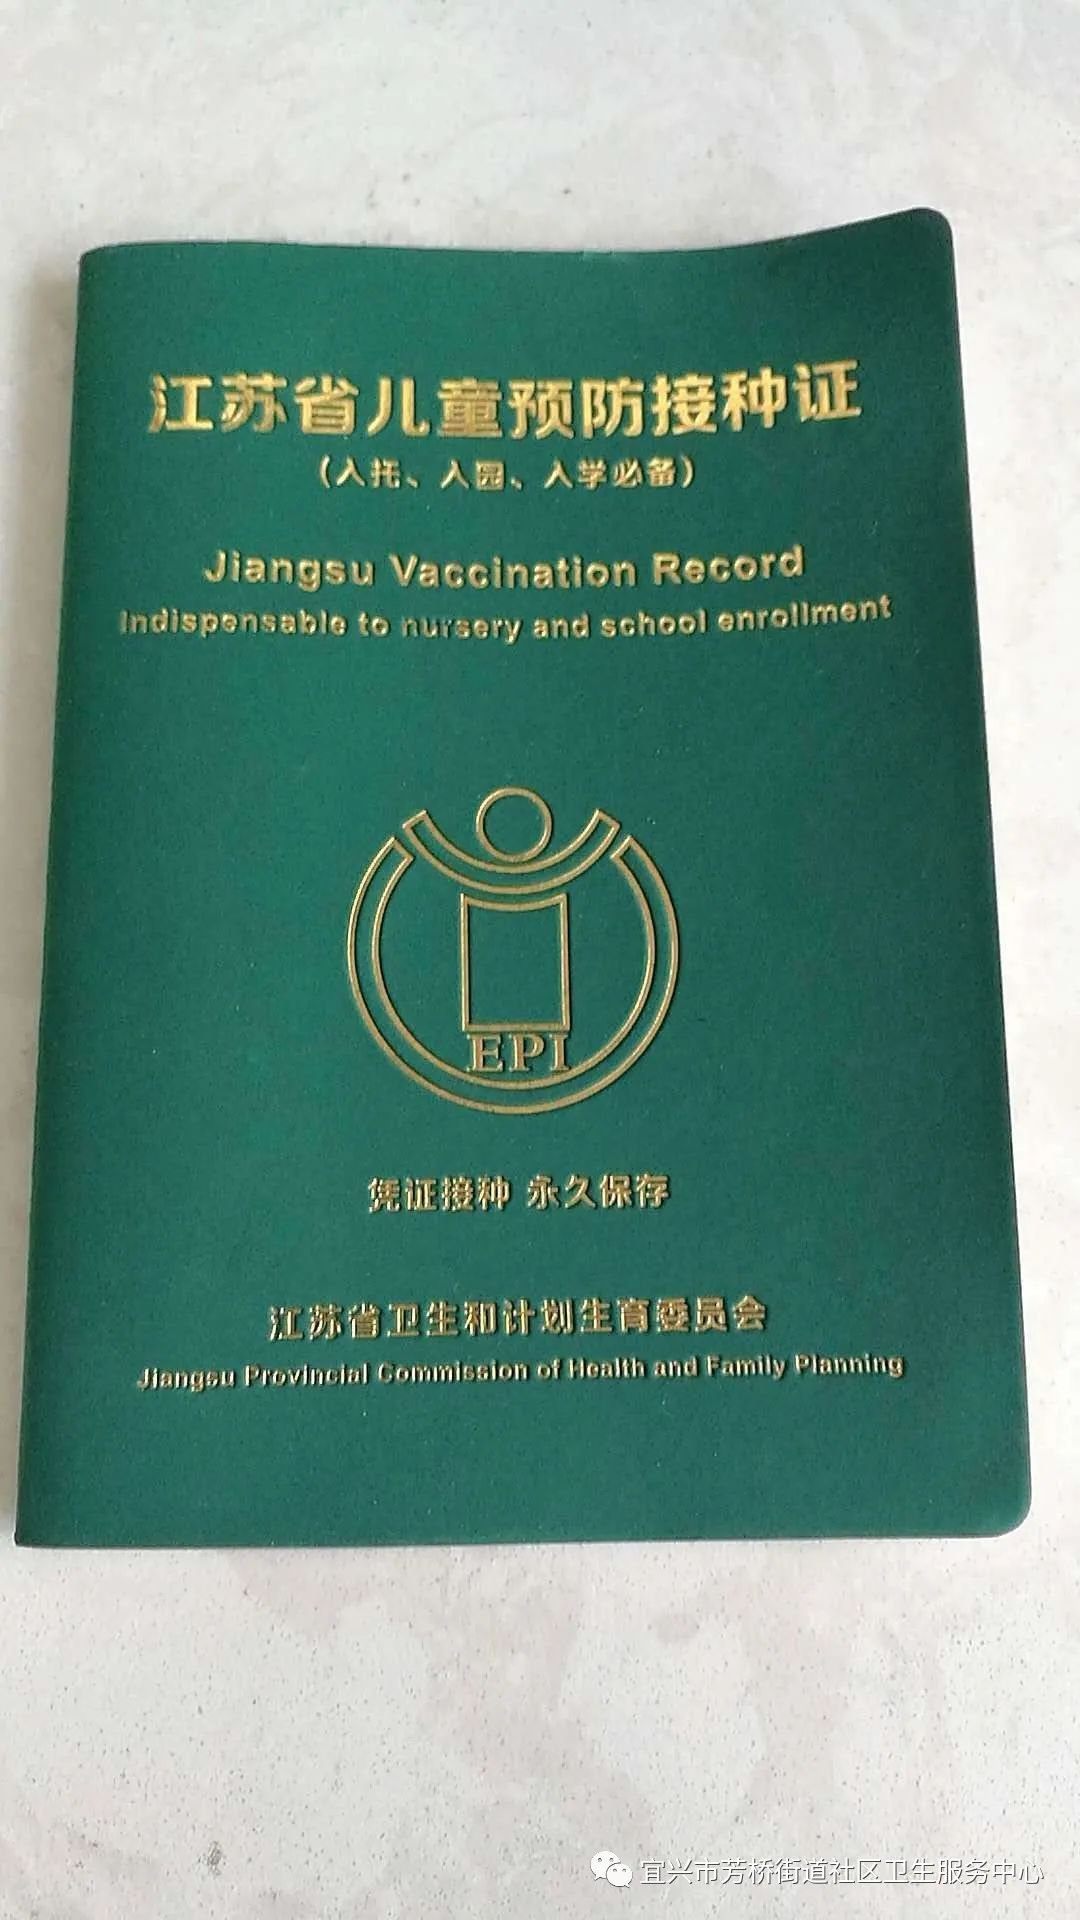 江苏省儿童预防接种证
（入托、入园、入学必备）
Jiangsu Vaccination Record
Indispensable to nursery and school enrollment
EPI
凭证接种 永久保存
江苏省卫生和计划生育委员会
Jiangsu Provincial Commission of Health and Family Planning
宜兴市芳桥街道社区卫生服务中心